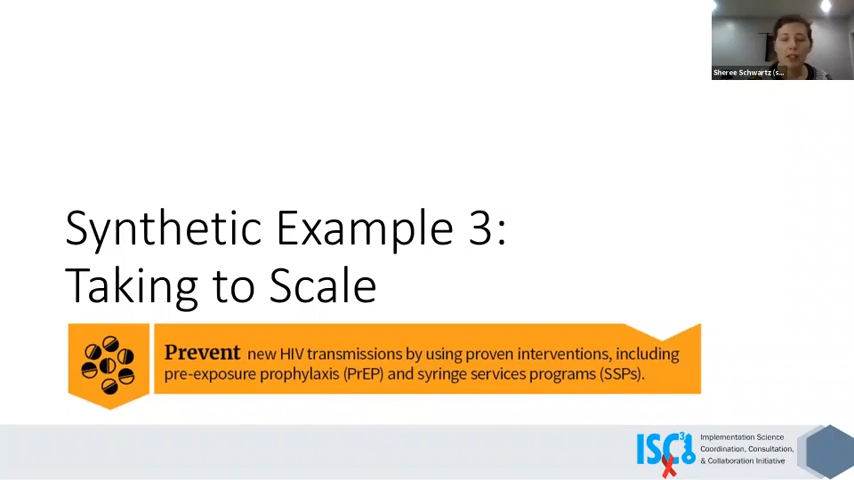 Sheree Schwartz (s...
Synthetic Example 3:
Taking to Scale
Prevent new HIV transmissions by using proven interventions, including
pre-exposure prophylaxis (PrEP) and syringe services programs (SSPs).
ISC3I
Implementation Science
Coordination, Consultation,
& Collaboration Initiative